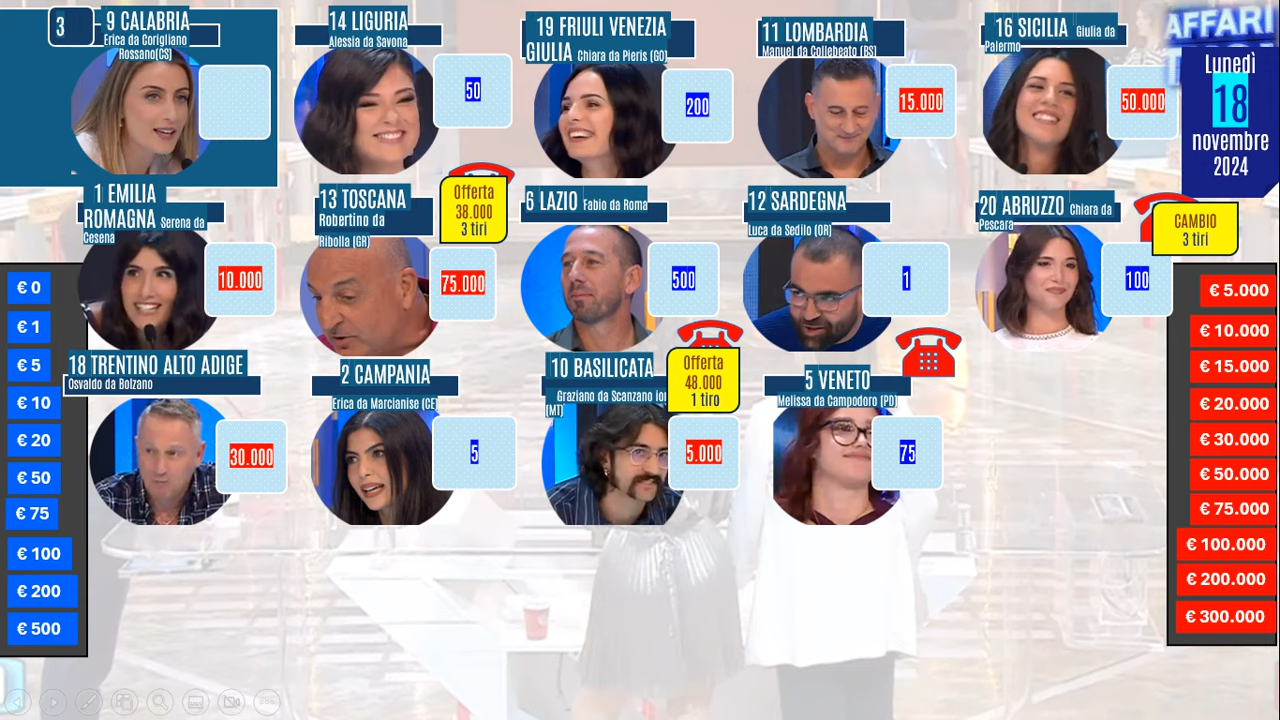 3
9 CALABRIA
Erica da Corigliano
Rossano(CS)
14 LIGURIA
Alessia da Savona
50
19 FRIULI VENEZIA
GIULIA Chiara da Pieris (GO)
200
11 LOMBARDIA
Manuel da Collebeato (BS)
15.000
16 SICILIA Giulia da
Palermo
50.000
AFFARI
Lunedì
18
novembre
2024
1 EMILIA
ROMAGNA Serena da
Cesena
10.000
13 TOSCANA
Robertino da
Ribolla (GR)
75.000
Offerta
38.000
3 tiri
6 LAZIO Fabio da Roma
500
12 SARDEGNA
Luca da Sedilo (OR)
1
20 ABRUZZO Chiara da
Pescara
100
CAMBIO
3 tiri
18 TRENTINO ALTO ADIGE
Osvaldo da Bolzano
30.000
2 CAMPANIA
Erica da Marcianise (CE)
5
10 BASILICATA
Graziano da Scanzano
(MT)
5.000
Offerta
48.000
1 tiro
5 VENETO
Melissa da Campodoro (PD)
75
€ 0
€ 1
€ 5
€ 10
€ 20
€ 50
€ 75
€ 100
€ 200
€ 500
€ 5.000
€ 10.000
€ 15.000
€ 20.000
€ 30.000
€ 50.000
€ 75.000
€ 100.000
€ 200.000
€ 300.000